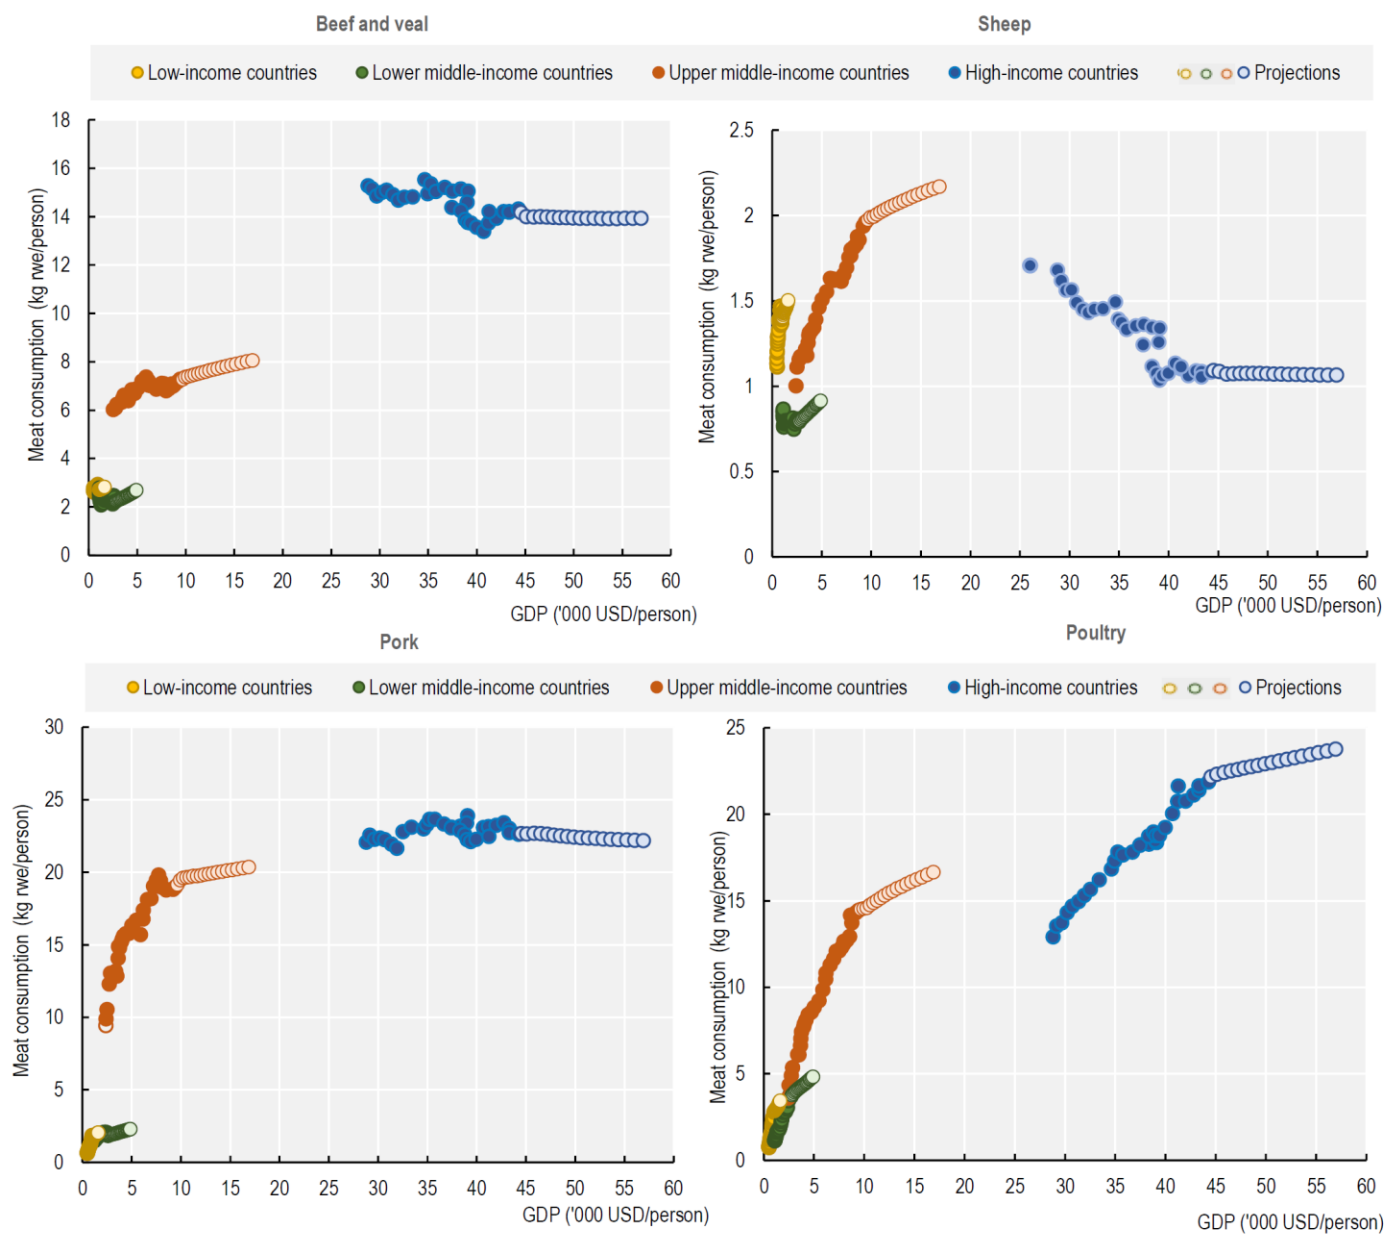 Beef and veal
Sheep
Low-income countries Lower middle-income countries Upper middle-income countries High-income countries Projections
Meat consumption (kg rwe/person)
18
16
14
12
10
8
6
4
2
0
0 5 10 15 20 25 30 35 40 45 50 55 60
GDP ('000 USD/person)
Meat consumption (kg rwe/person)
2.5
2
1.5
1
0.5
0
0 5 10 15 20 25 30 35 40 45 50 55 60
GDP ('000 USD/person)
Pork
Poultry
Low-income countries Lower middle-income countries Upper middle-income countries High-income countries Projections
Meat consumption (kg rwe/person)
30
25
20
15
10
5
0
0 5 10 15 20 25 30 35 40 45 50 55 60
GDP ('000 USD/person)
Meat consumption (kg rwe/person)
25
20
15
10
5
0
0 5 10 15 20 25 30 35 40 45 50 55 60
GDP ('000 USD/person)